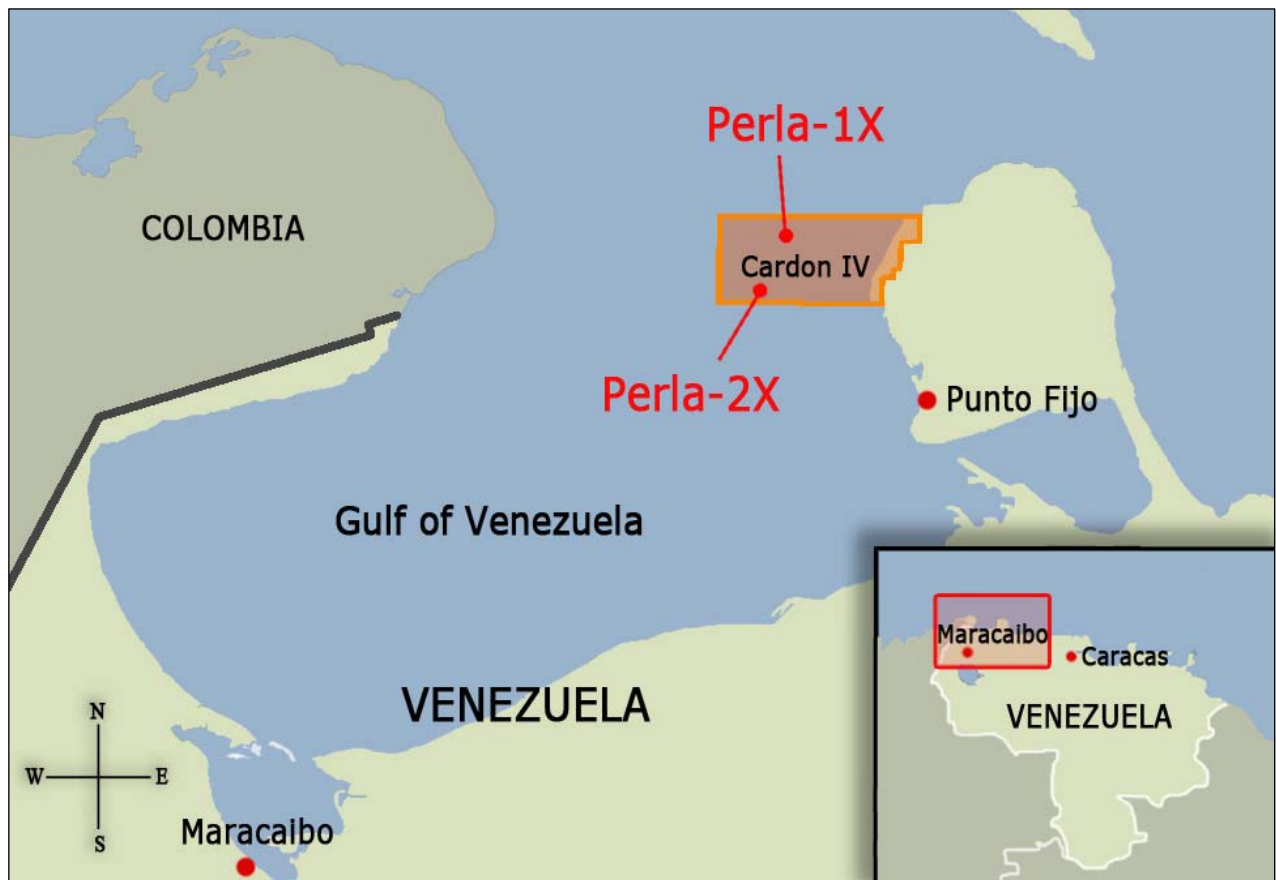 Perla-1X
COLOMBIA
Cardon IV
Perla-2X
Punto Fijo
Gulf of Venezuela
VENEZUELA
N
W
E
S
Maracaibo
Maracaibo
Caracas
VENEZUELA